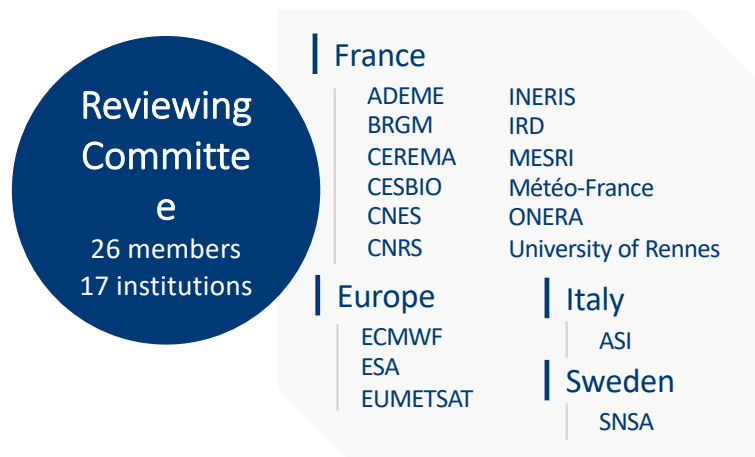 Reviewing
Committe
e
26 members
17 institutions
France
ADEME
BRGM
CEREMA
CESBIO
CNES
CNRS
INERIS
IRD
MESRI
Météo-France
ONERA
University of Rennes
Europe
ECMWF
ESA
EUMETSAT
Italy
ASI
Sweden
SNSA